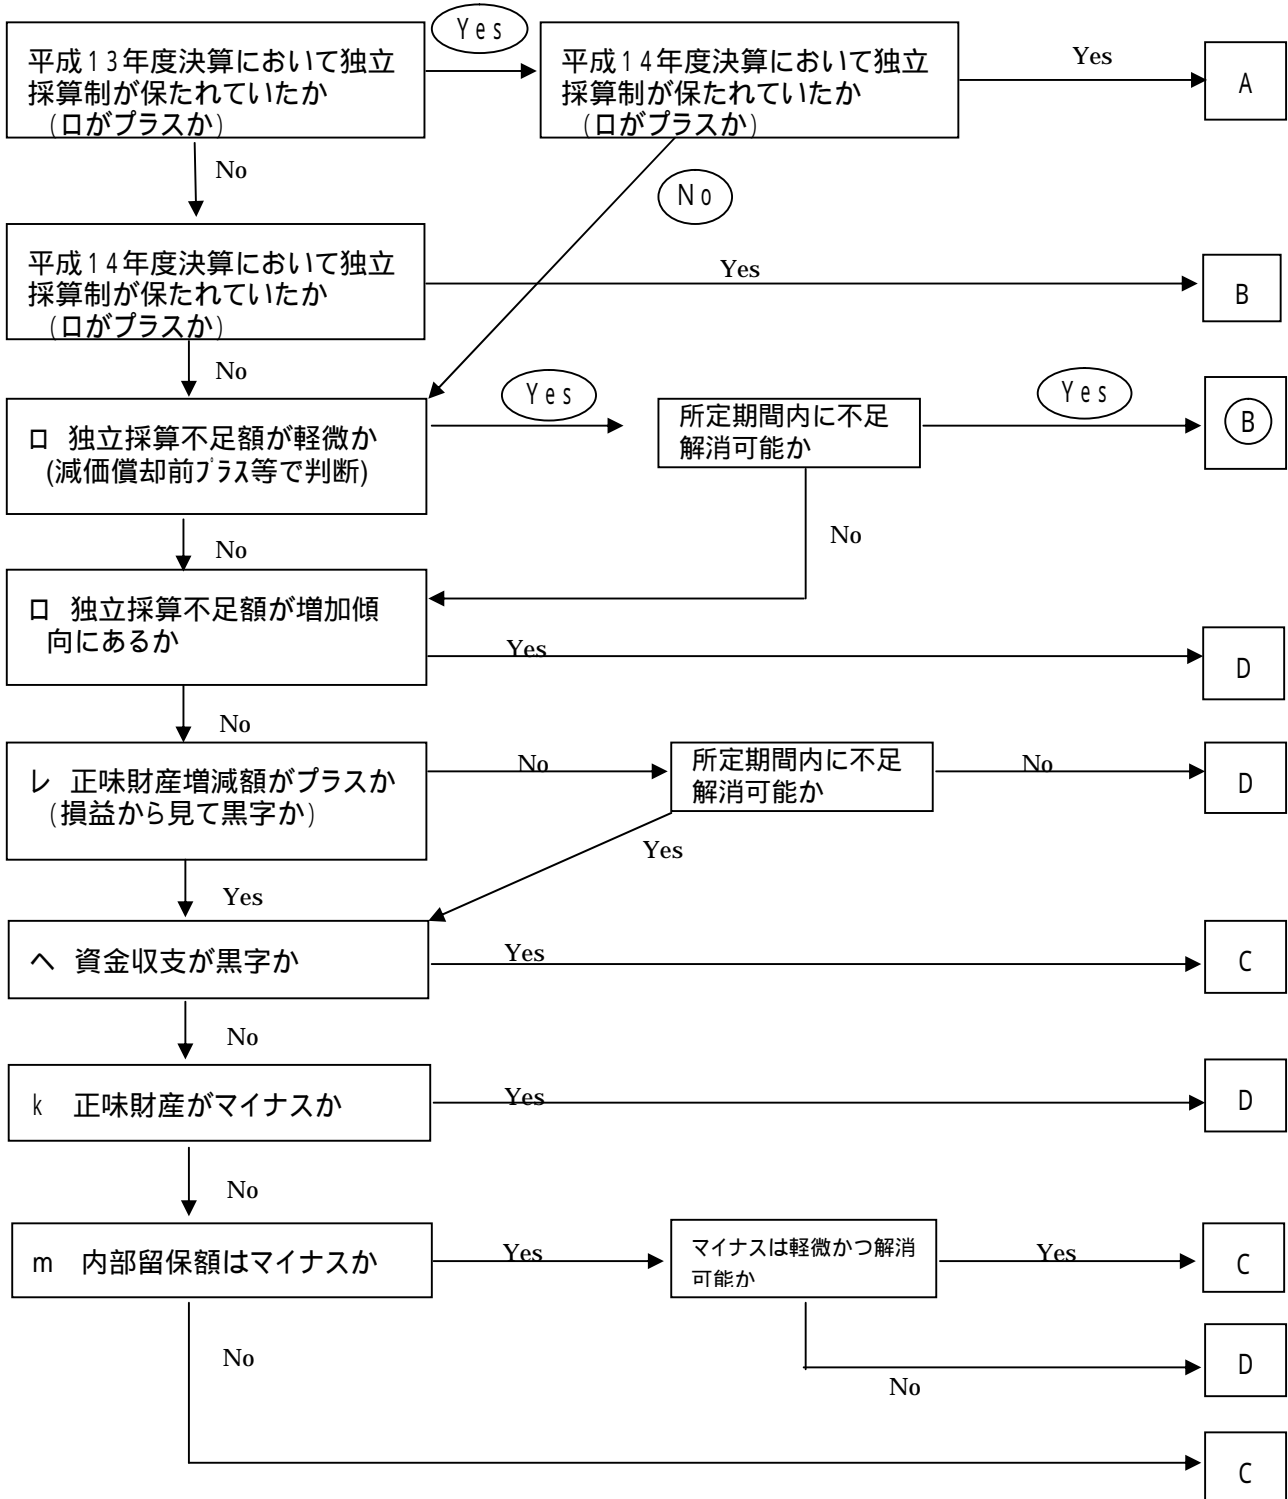 Yes
平成13年度決算において独立
採算制が保たれていたか
(ロがプラスか)
平成14年度決算において独立
採算制が保たれていたか
(ロがプラスか)
Yes
A
No
No
平成14年度決算において独立
採算制が保たれていたか
(ロがプラスか)
Yes
B
No
ロ 独立採算不足額が軽微か
(減価償却前ﾌﾟﾗｽ等で判断)
Yes
所定期間内に不足
解消可能か
Yes
B
No
No
ロ 独立採算不足額が増加傾
向にあるか
Yes
D
No
レ 正味財産増減額がプラスか
(損益から見て黒字か)
No
所定期間内に不足
解消可能か
No
D
Yes
Yes
ヘ 資金収支が黒字か
Yes
C
No
k 正味財産がマイナスか
Yes
D
No
m 内部留保額はマイナスか
Yes
マイナスは軽微かつ解消
可能か
Yes
C
No
No
D
C